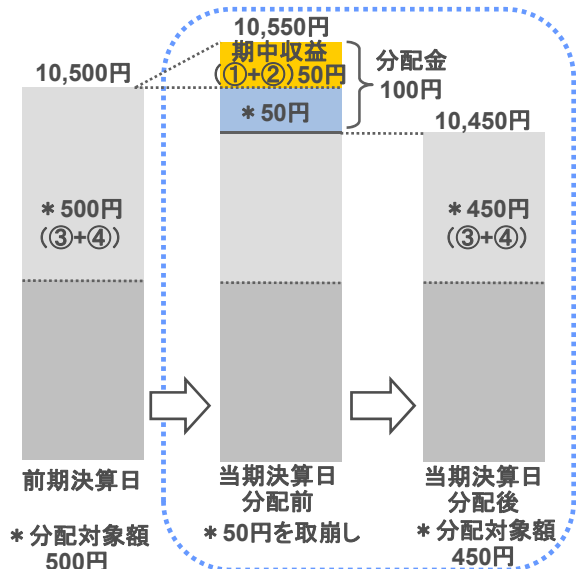 10,500円
＊500円
（③+④）
前期決算日
＊分配対象額
500円
10,550円
期中収益
（①+②）50円
＊50円
分配金
100円
当期決算日
分配前
＊50円を取崩し
10,450円
＊450円
（③+④）
当期決算日
分配後
＊分配対象額
450円